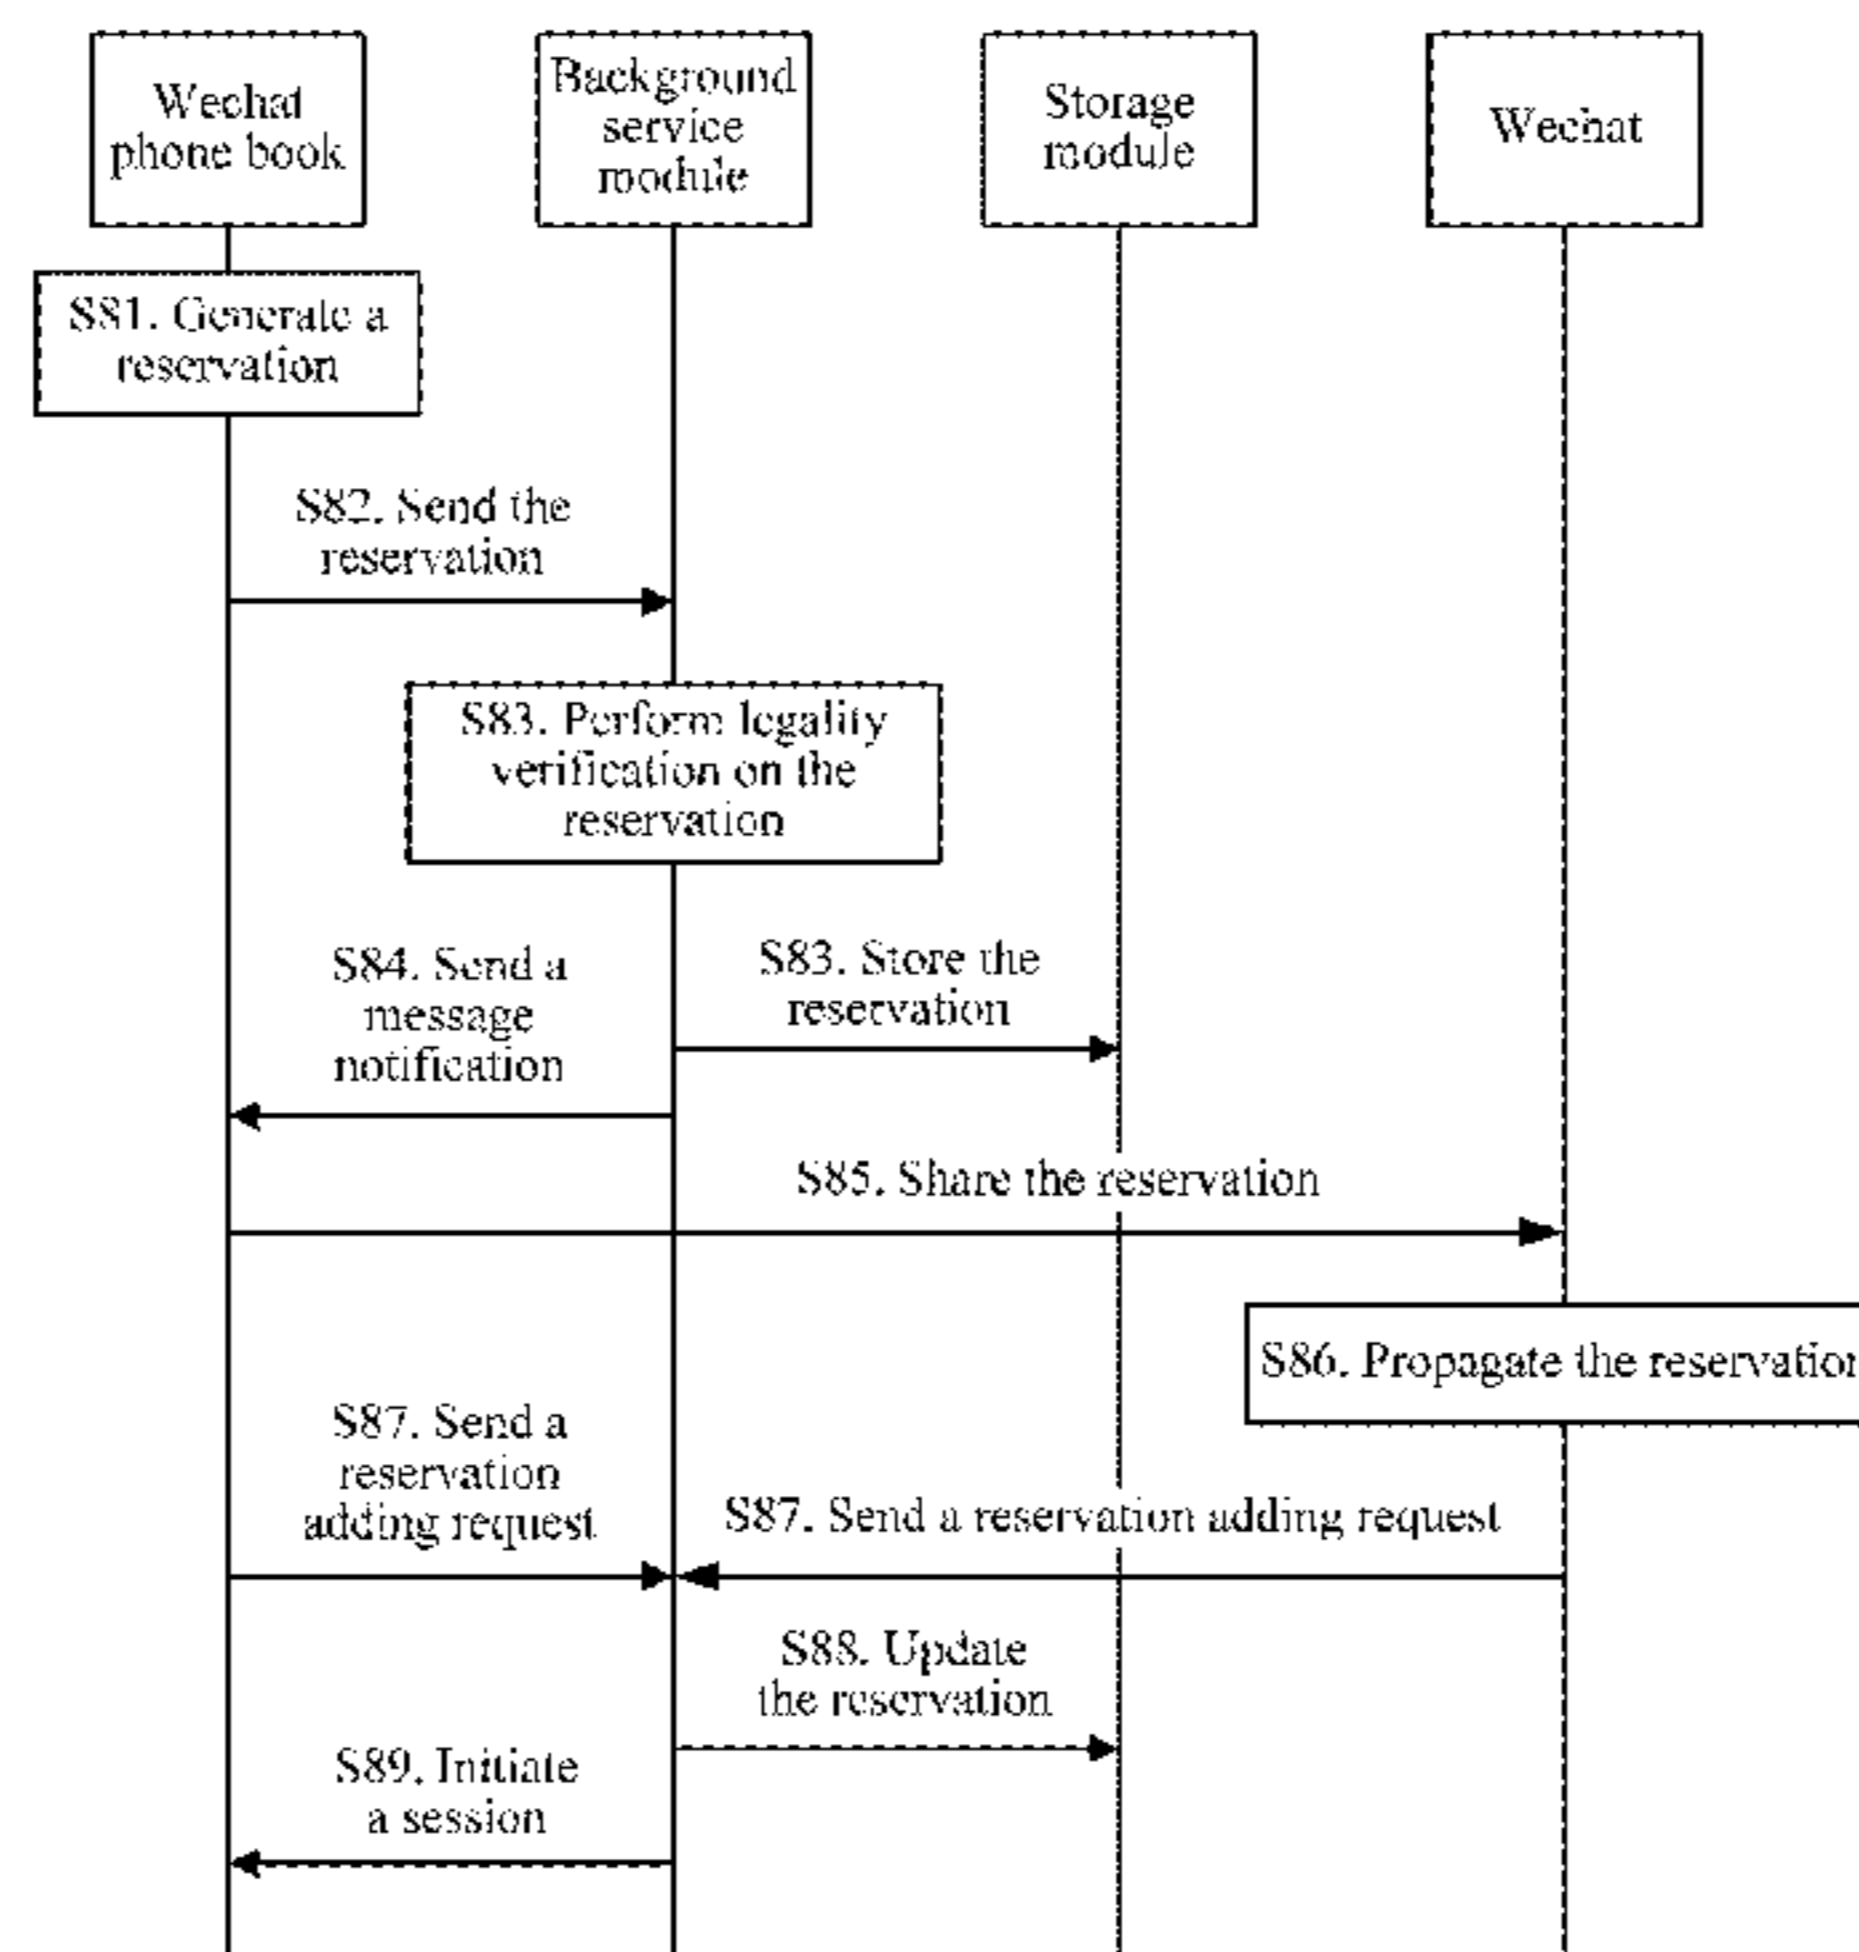 Wechat
phone book
Background
service
module
Storage
module
Wechat
S81. Generate a
reservation
S82. Send the
reservation
S83. Perform legality
verification on the
reservation
S84. Send a
message
notification
S83. Store the
reservation
S85. Share the reservation
S86. Propagate the reservation
S87. Send a
reservation
adding request
S87. Send a reservation adding request
S88. Update
the reservation
S89. Initiate
a session